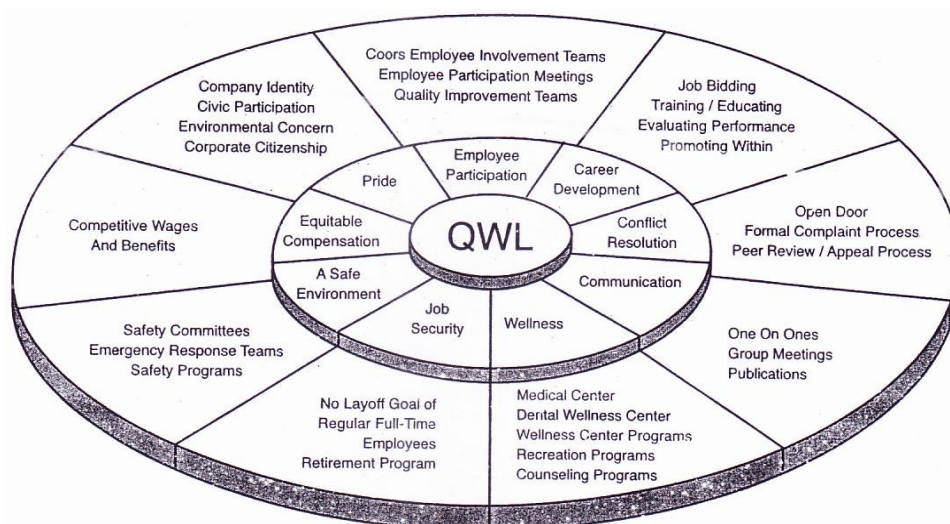 Coors Employee Involvement Teams
Employee Participation Meetings
Quality Improvement Teams
Job Bidding
Training / Educating
Evaluating Performance
Promoting Within
Open Door
Formal Complaint Process
Peer Review / Appeal Process
One On Ones
Group Meetings
Publications
Medical Center
Dental Wellness Center
Wellness Center Programs
Recreation Programs
Counseling Programs
No Layoff Goal of
Regular Full-Time
Employees
Retirement Program
Safety Committees
Emergency Response Teams
Safety Programs
Competitive Wages
And Benefits
Company Identity
Civic Participation
Environmental Concern
Corporate Citizenship
Employee
Participation
Career
Development
Conflict
Resolution
Communication
Wellness
Job
Security
A Safe
Environment
Equitable
Compensation
Pride
QWL